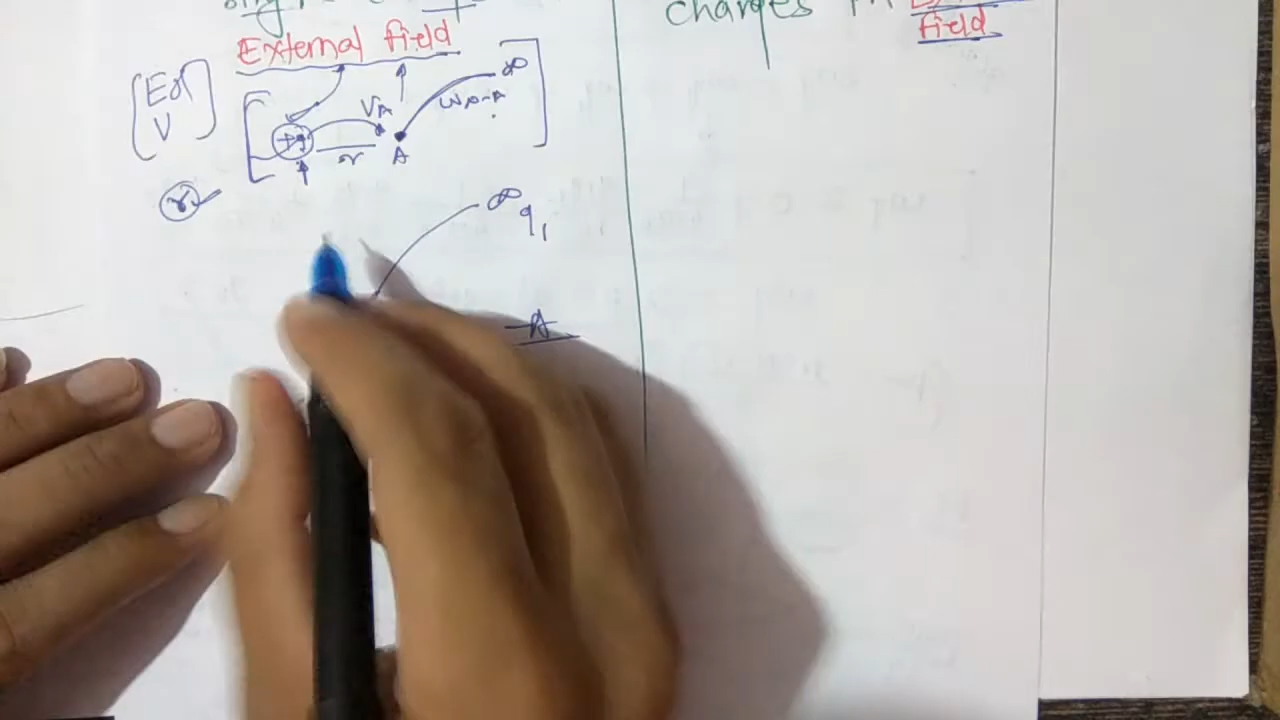 External field
E or
V
VA
∞
W∞-A
+q
r
A
r
∞
q1
A
charges in
field